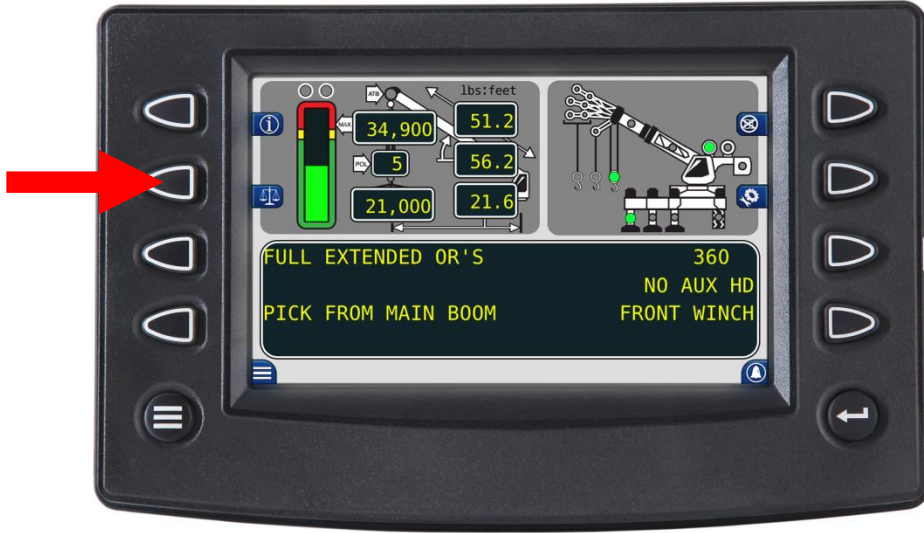 ATB
lbs:feet
MAX
34,900
51.2
POL
5
56.2
21,000
21.6
FULL EXTENDED OR'S 360
NO AUX HD
PICK FROM MAIN BOOM FRONT WINCH